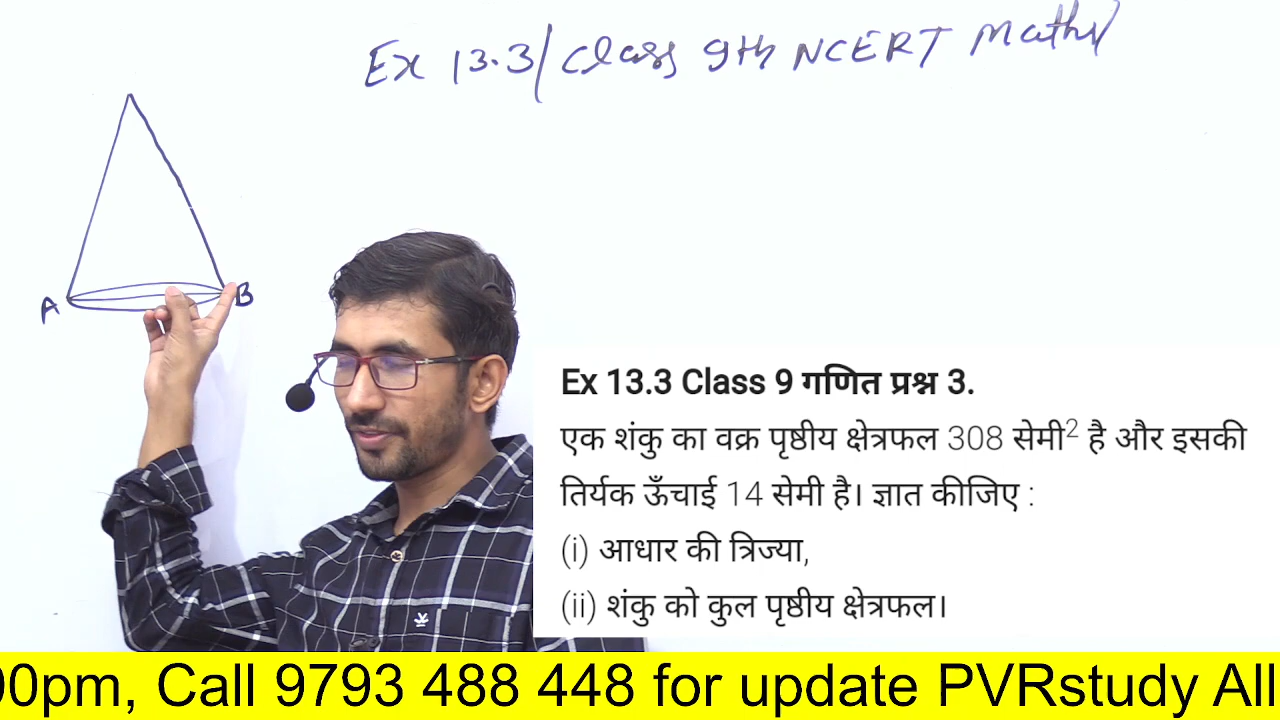 Ex 13.3/Class 9th NCERT Maths
A
B
Ex 13.3 Class 9 गणित प्रश्न 3.
एक शंकु का वक्र पृष्ठीय क्षेत्रफल 308 सेमी² है और इसकी
तिर्यक ऊँचाई 14 सेमी है। ज्ञात कीजिए :
(i) आधार की त्रिज्या,
(ii) शंकु को कुल पृष्ठीय क्षेत्रफल।
00pm, Call 9793 488 448 for update PVRstudy All